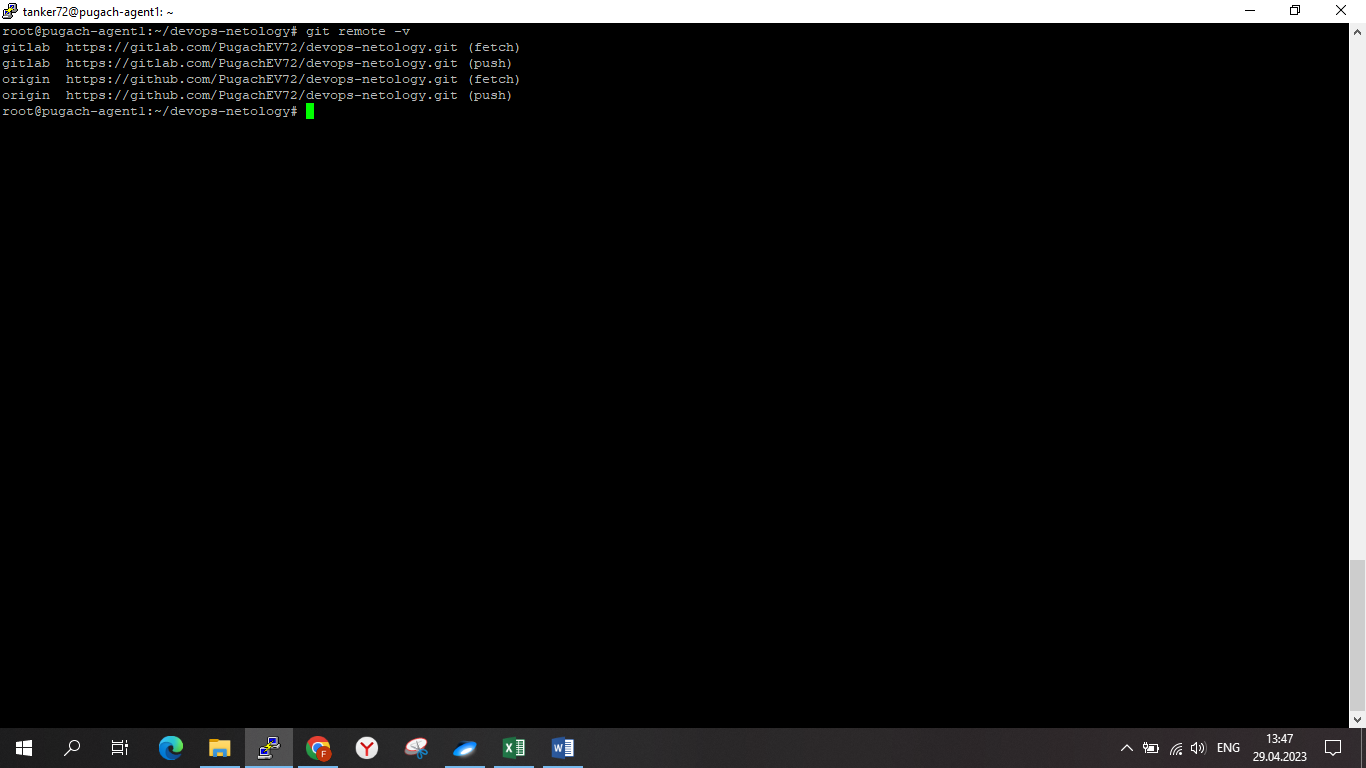 tanker72@pugach-agent1: ~
root@pugach-agent1:~/devops-netology# git remote -v
gitlab  https://gitlab.com/PugachEV72/devops-netology.git (fetch)
gitlab  https://gitlab.com/PugachEV72/devops-netology.git (push)
origin  https://github.com/PugachEV72/devops-netology.git (fetch)
origin  https://github.com/PugachEV72/devops-netology.git (push)
root@pugach-agent1:~/devops-netology#
ENG
13:47
29.04.2023